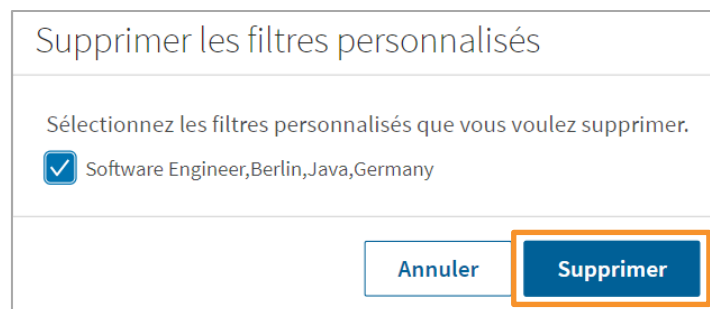 Supprimer les filtres personnalisés
Sélectionnez les filtres personnalisés que vous voulez supprimer.
Software Engineer,Berlin,Java,Germany
Annuler
Supprimer